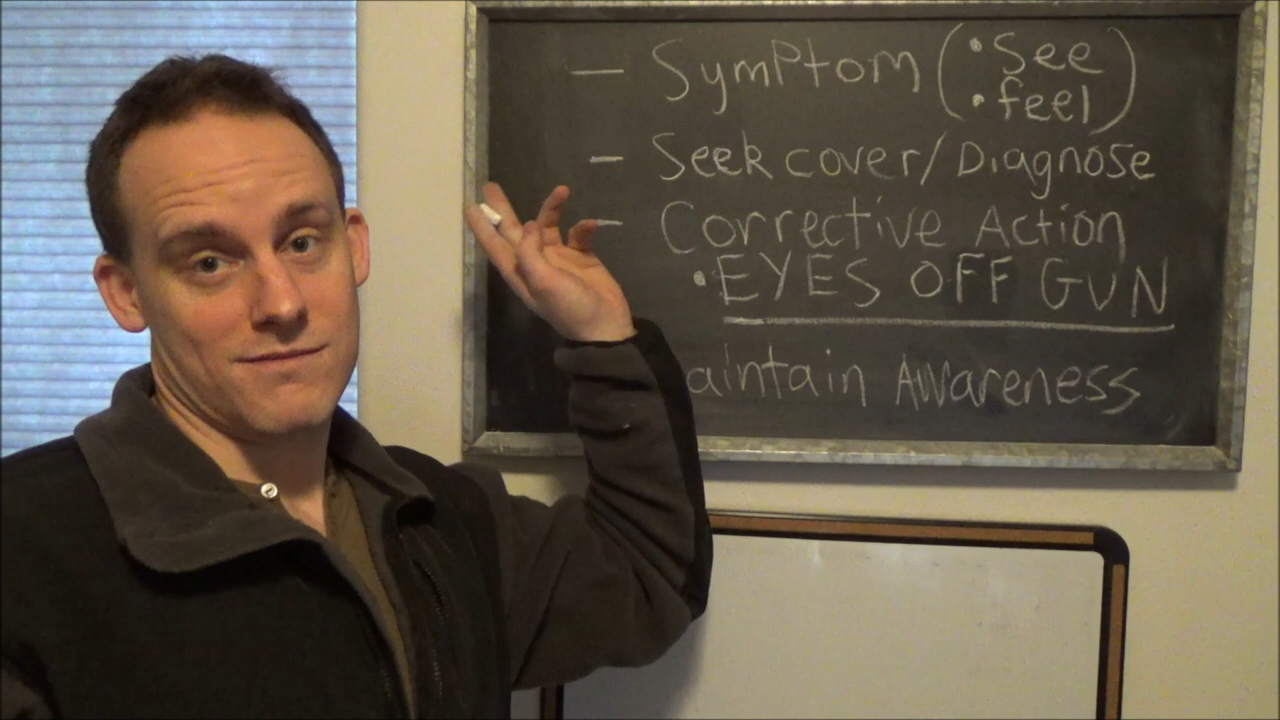 — Symptom (• See
• feel)
— Seek cover/Diagnose
— Corrective Action
• EYES OFF GUN
aintain Awareness